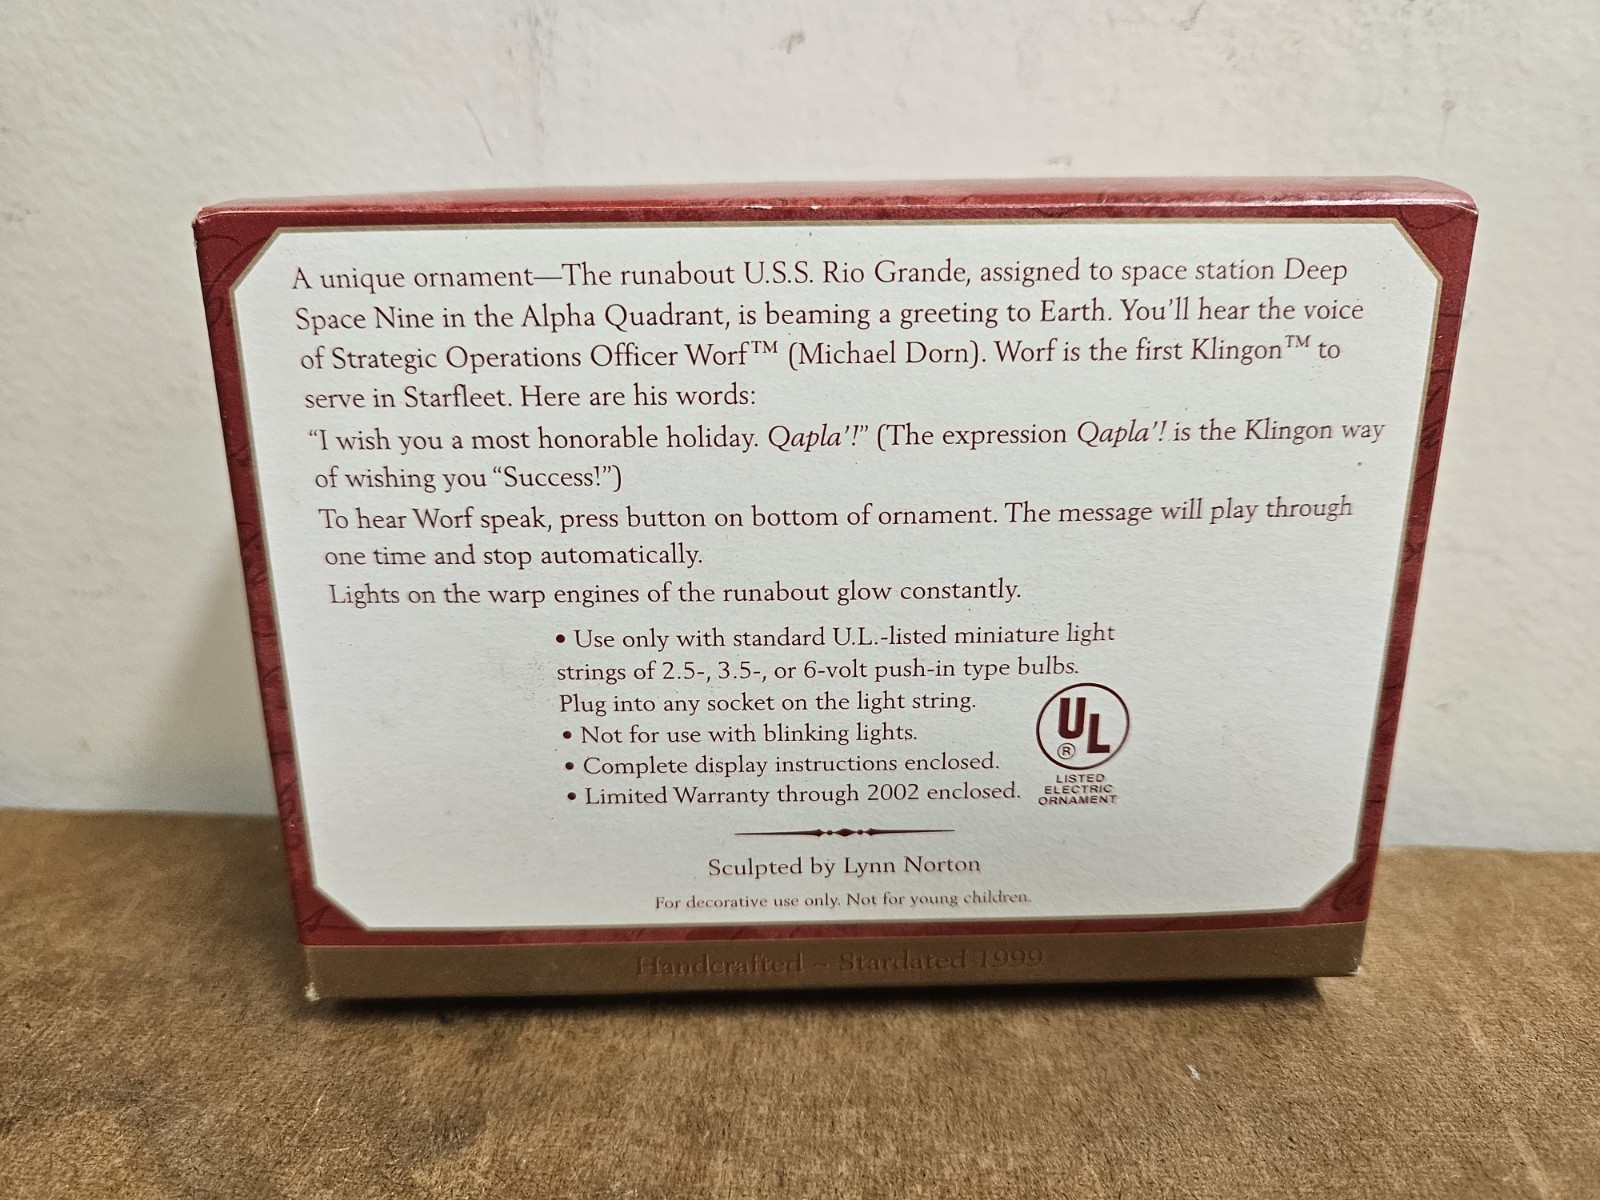 A unique ornament—The runabout U.S.S. Rio Grande, assigned to space station Deep
Space Nine in the Alpha Quadrant, is beaming a greeting to Earth. You'll hear the voice
of Strategic Operations Officer Worf™ (Michael Dorn). Worf is the first Klingon™ to
serve in Starfleet. Here are his words:
“I wish you a most honorable holiday. Qapla'!” (The expression Qapla'! is the Klingon way
of wishing you “Success!”)
To hear Worf speak, press button on bottom of ornament. The message will play through
one time and stop automatically.
Lights on the warp engines of the runabout glow constantly.
• Use only with standard U.L.-listed miniature light
strings of 2.5-, 3.5-, or 6-volt push-in type bulbs.
Plug into any socket on the light string.
• Not for use with blinking lights.
• Complete display instructions enclosed.
• Limited Warranty through 2002 enclosed.
UL ®
LISTED
ELECTRIC
ORNAMENT
Sculpted by Lynn Norton
For decorative use only. Not for young children.
Handcrafted ~ Stardated 1999